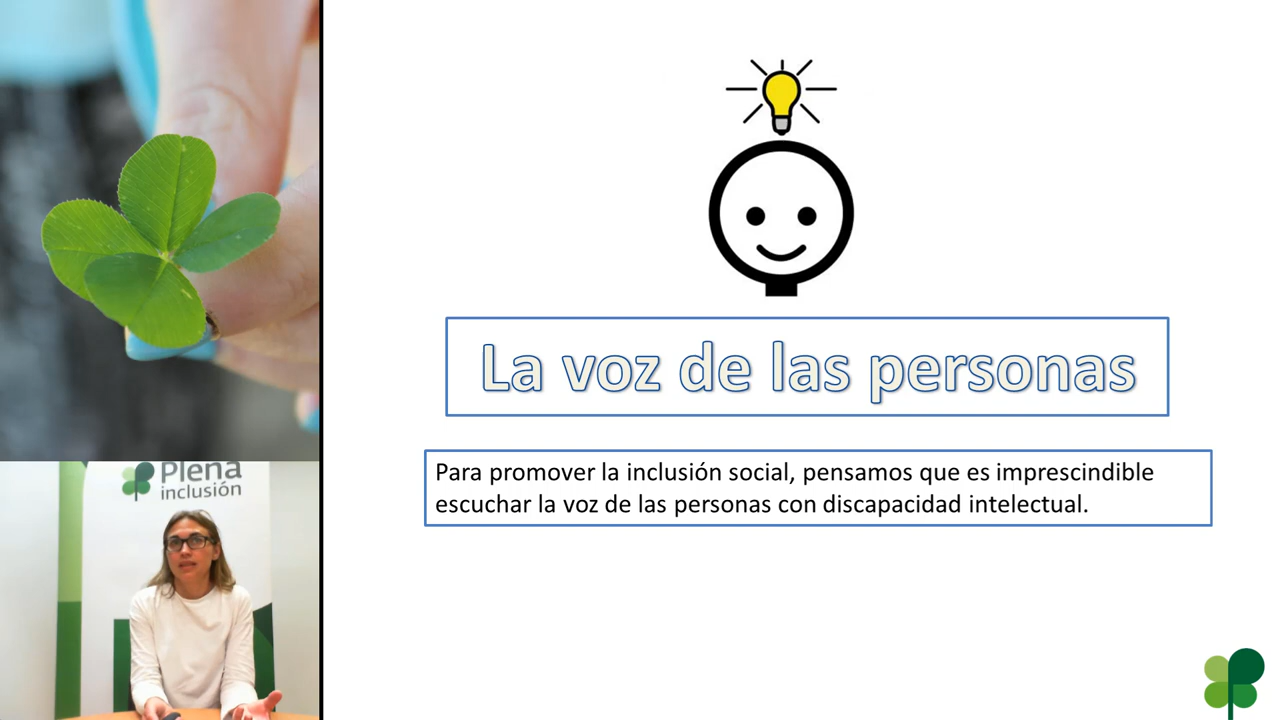 Plena
inclusión
La voz de las personas
Para promover la inclusión social, pensamos que es imprescindible
escuchar la voz de las personas con discapacidad intelectual.